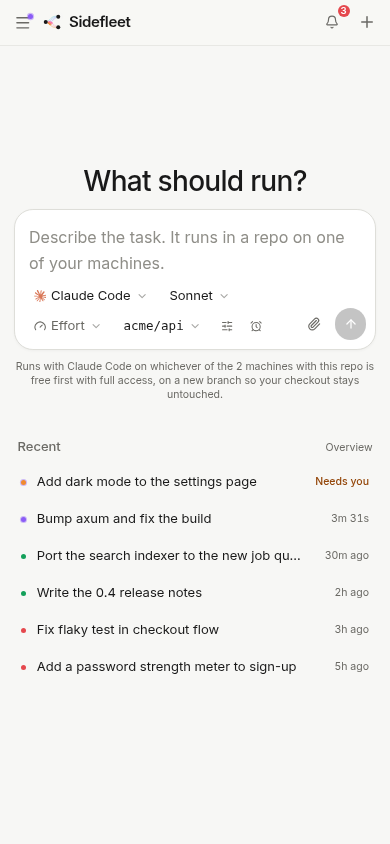 Sidefleet
3
What should run?
Describe the task. It runs in a repo on one
of your machines.
Claude Code
Sonnet
Effort
acme/api
Runs with Claude Code on whichever of the 2 machines with this repo is
free first with full access, on a new branch so your checkout stays
untouched.
Recent
Overview
Add dark mode to the settings page
Needs you
Bump axum and fix the build
3m 31s
Port the search indexer to the new job qu...
30m ago
Write the 0.4 release notes
2h ago
Fix flaky test in checkout flow
3h ago
Add a password strength meter to sign-up
5h ago